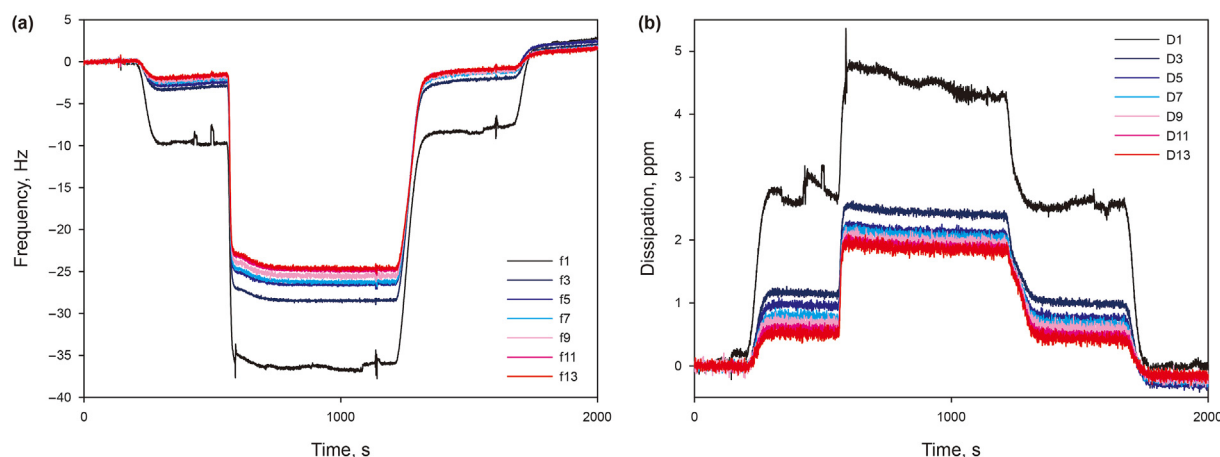 (a)
5
0
−5
−10
−15
−20
−25
−30
−35
−40
Frequency, Hz
f1
f3
f5
f7
f9
f11
f13
0
1000
2000
Time, s
(b)
5
4
3
2
1
0
Dissipation, ppm
D1
D3
D5
D7
D9
D11
D13
0
1000
2000
Time, s